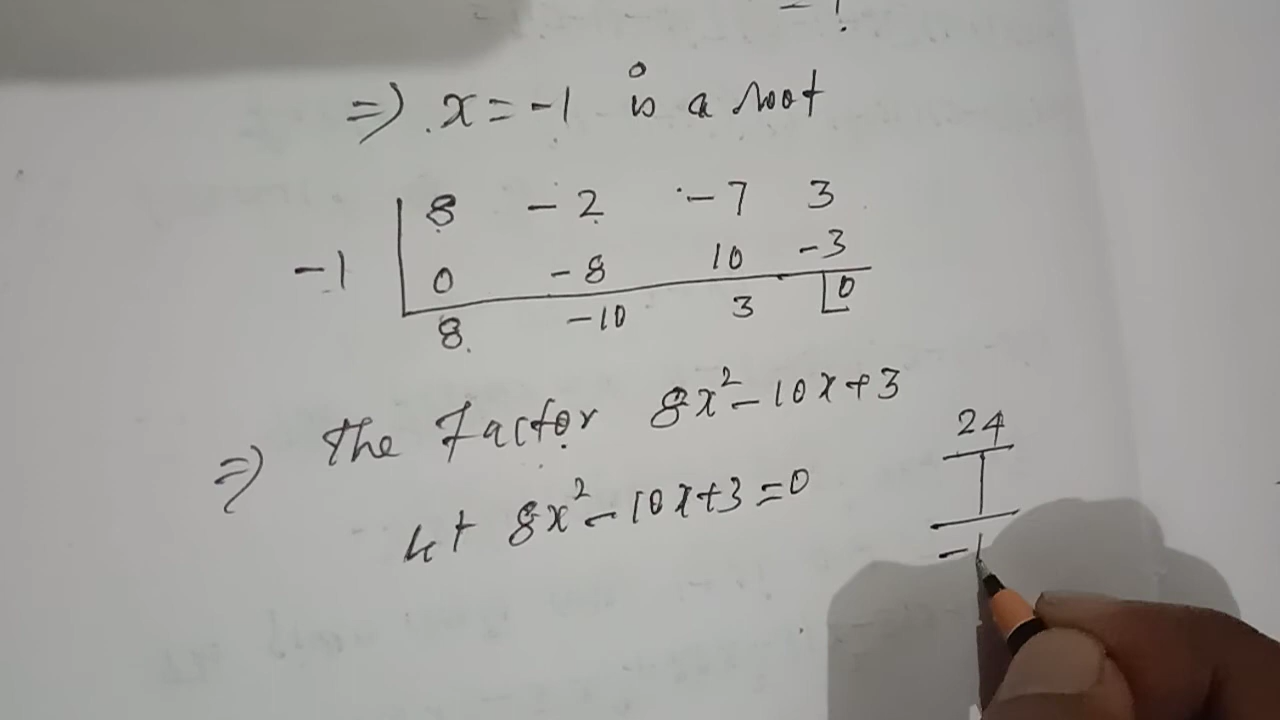 => x = -1 is a root
8 -2 -7 3
-1 0 -8 10 -3
8 -10 3 0
=> the Factor 8x² - 10x + 3
24
let 8x² - 10x + 3 = 0
-1